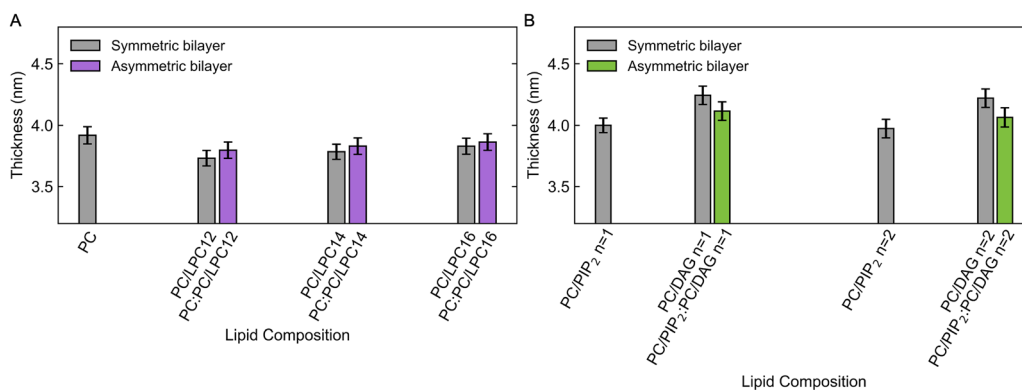 A
Thickness (nm)
4.5
4.0
3.5
Symmetric bilayer
Asymmetric bilayer
PC
PC/LPC12
PC:PC/LPC12
PC/LPC14
PC:PC/LPC14
PC/LPC16
PC:PC/LPC16
Lipid Composition
B
Thickness (nm)
4.5
4.0
3.5
Symmetric bilayer
Asymmetric bilayer
PC/PIP₂ n=1
PC/DAG n=1
PC/PIP₂:PC/DAG n=1
PC/PIP₂ n=2
PC/DAG n=2
PC/PIP₂:PC/DAG n=2
Lipid Composition